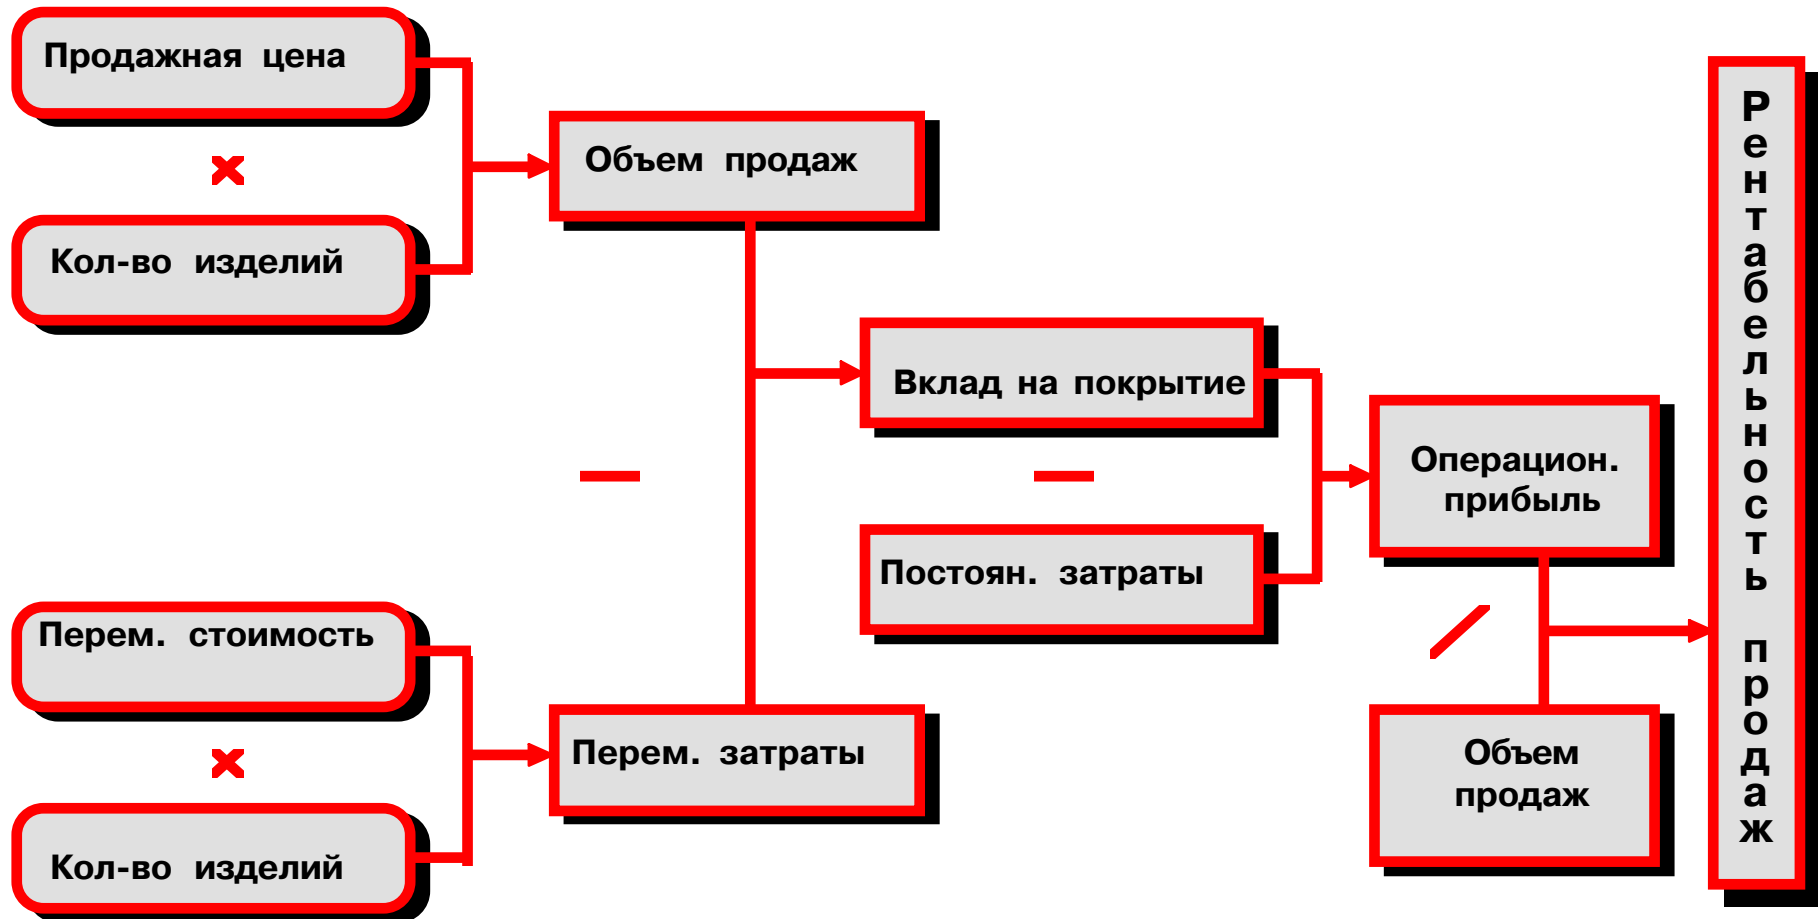 Продажная цена
Кол-во изделий
Объем продаж
Вклад на покрытие
Постоян. затраты
Перем. стоимость
Кол-во изделий
Перем. затраты
Операцион.
прибыль
Объем
продаж
Рентабельность продаж